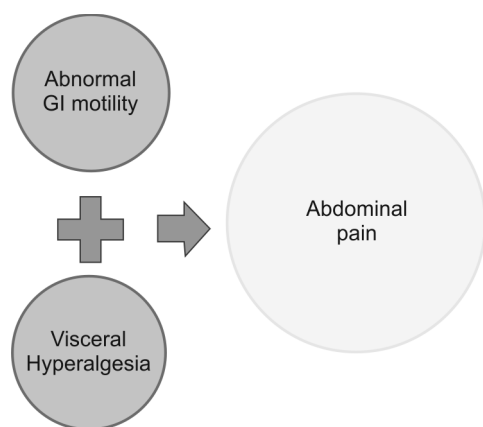 Abnormal
GI motility
Visceral
Hyperalgesia
Abdominal
pain